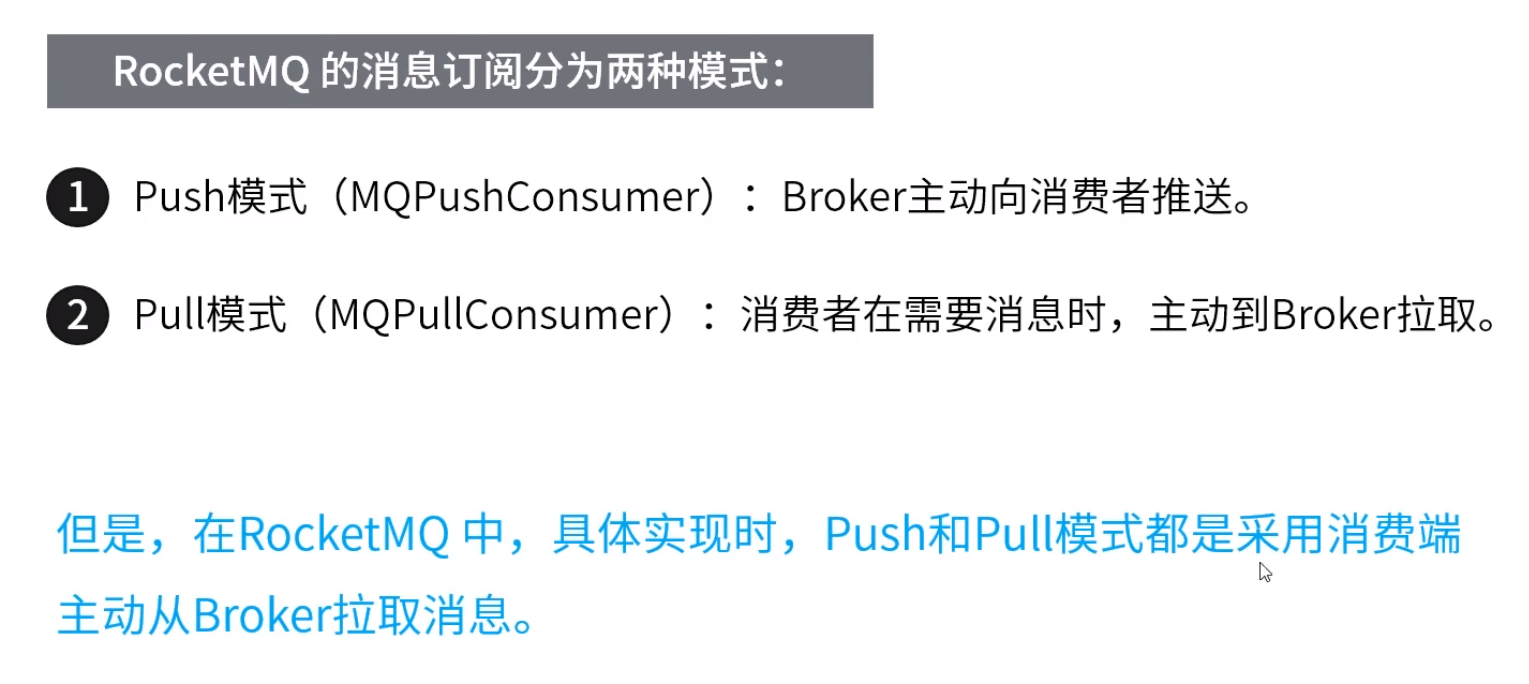 RocketMQ 的消息订阅分为两种模式：
1 Push模式（MQPushConsumer）：Broker主动向消费者推送。
2 Pull模式（MQPullConsumer）：消费者在需要消息时，主动到Broker拉取。
但是，在RocketMQ 中，具体实现时，Push和Pull模式都是采用消费端
主动从Broker拉取消息。